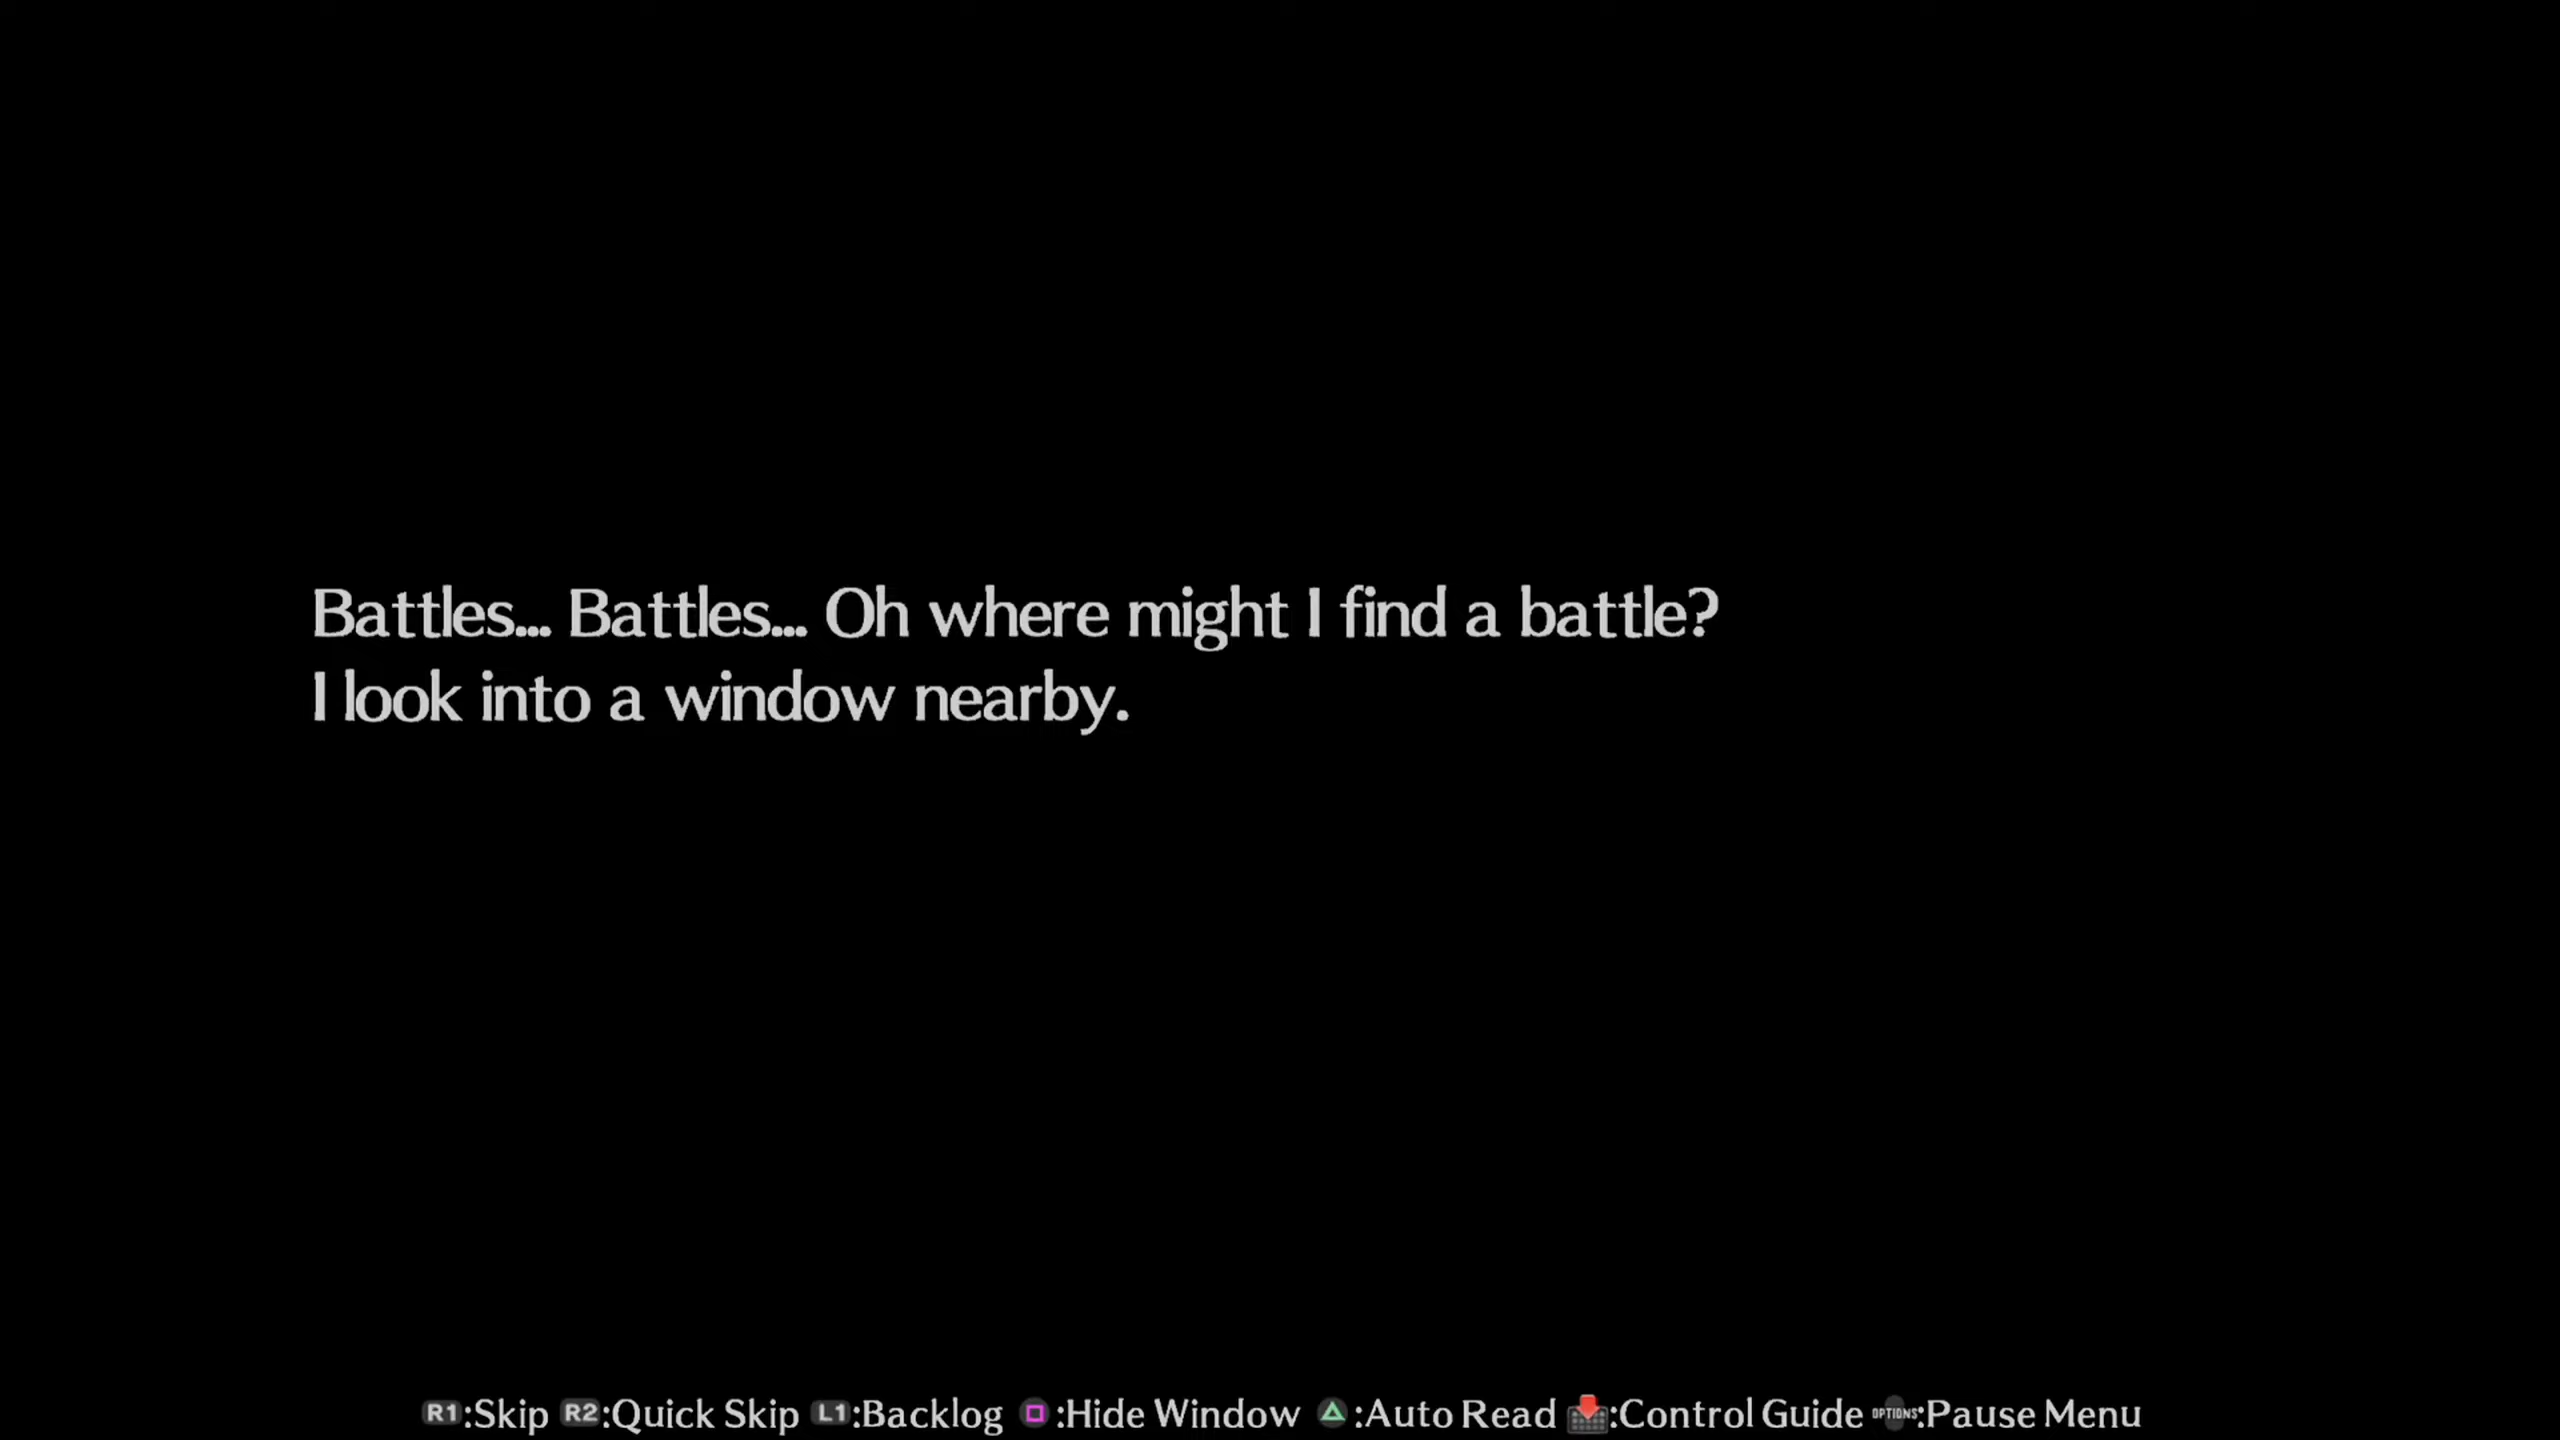 Battles... Battles... Oh where might I find a battle?
I look into a window nearby.
R1:Skip R2:Quick Skip L1:Backlog :Hide Window :Auto Read :Control Guide OPTIONS:Pause Menu